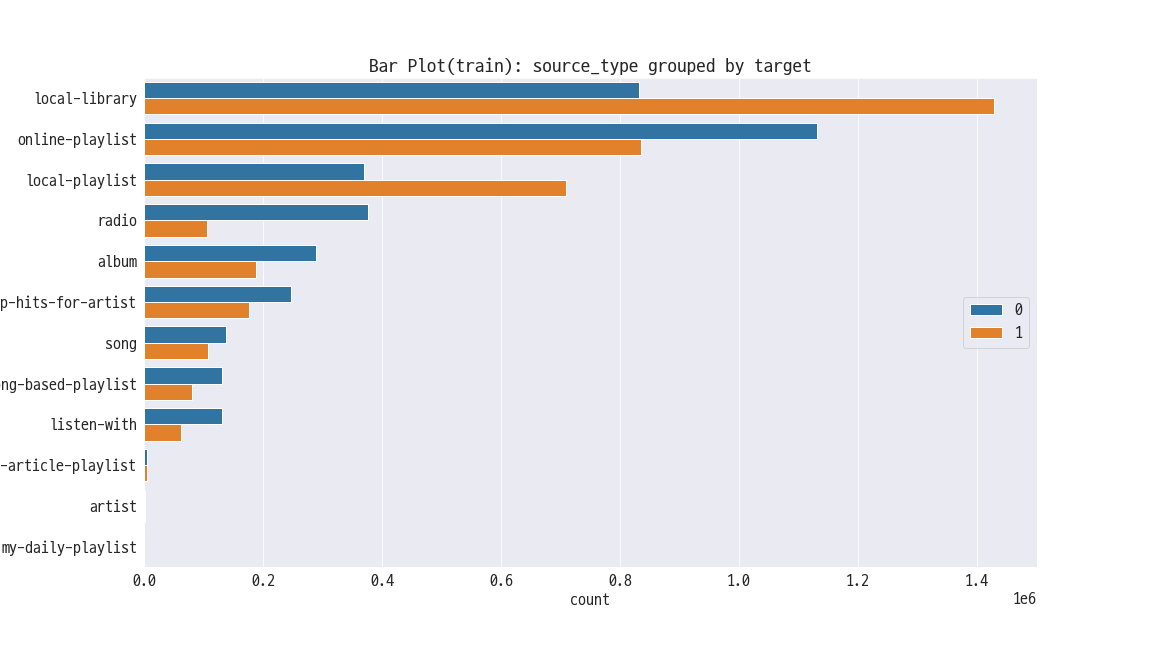 Bar Plot(train): source_type grouped by target
local-library
online-playlist
local-playlist
radio
album
p-hits-for-artist
song
ng-based-playlist
listen-with
-article-playlist
artist
my-daily-playlist
0
1
0.0 0.2 0.4 0.6 0.8 1.0 1.2 1.4
count
1e6